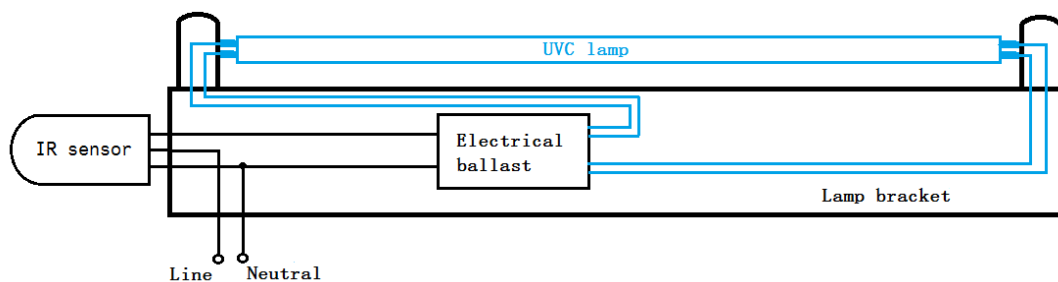 UVC lamp
IR sensor
Electrical
ballast
Lamp bracket
Line
Neutral